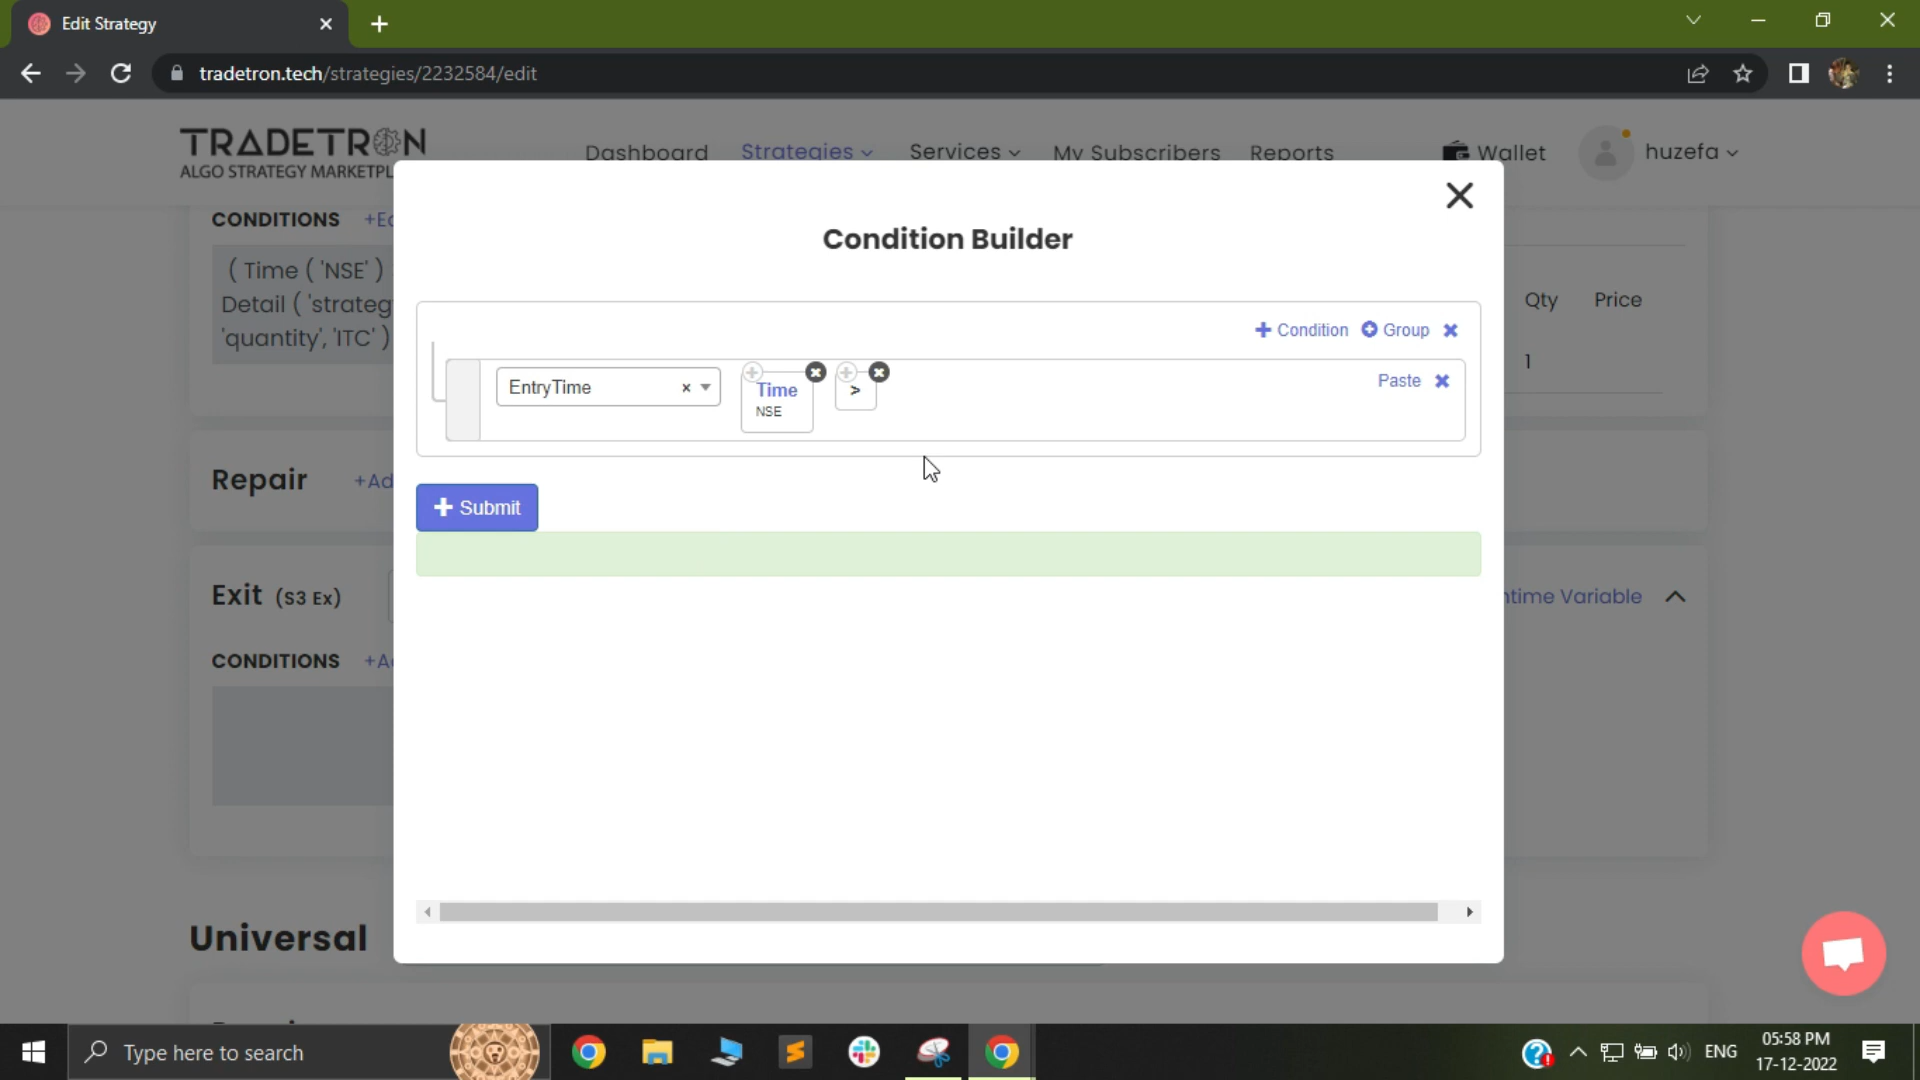 Edit Strategy
tradetron.tech/strategies/2232584/edit
TRADETRON
ALGO STRATEGY MARKETPL
Dashboard Strategies Services My Subscribers Reports Wallet huzefa
Condition Builder
CONDITIONS +Ed
( Time ( 'NSE' )
Detail ( 'strateg
'quantity', 'ITC' )
Qty Price
1
+ Condition Group
EntryTime × Time >
NSE
Paste
Repair +Ad
+ Submit
Exit (S3 Ex)
ntime Variable
CONDITIONS +A
Universal
Type here to search
ENG
05:58 PM
17-12-2022